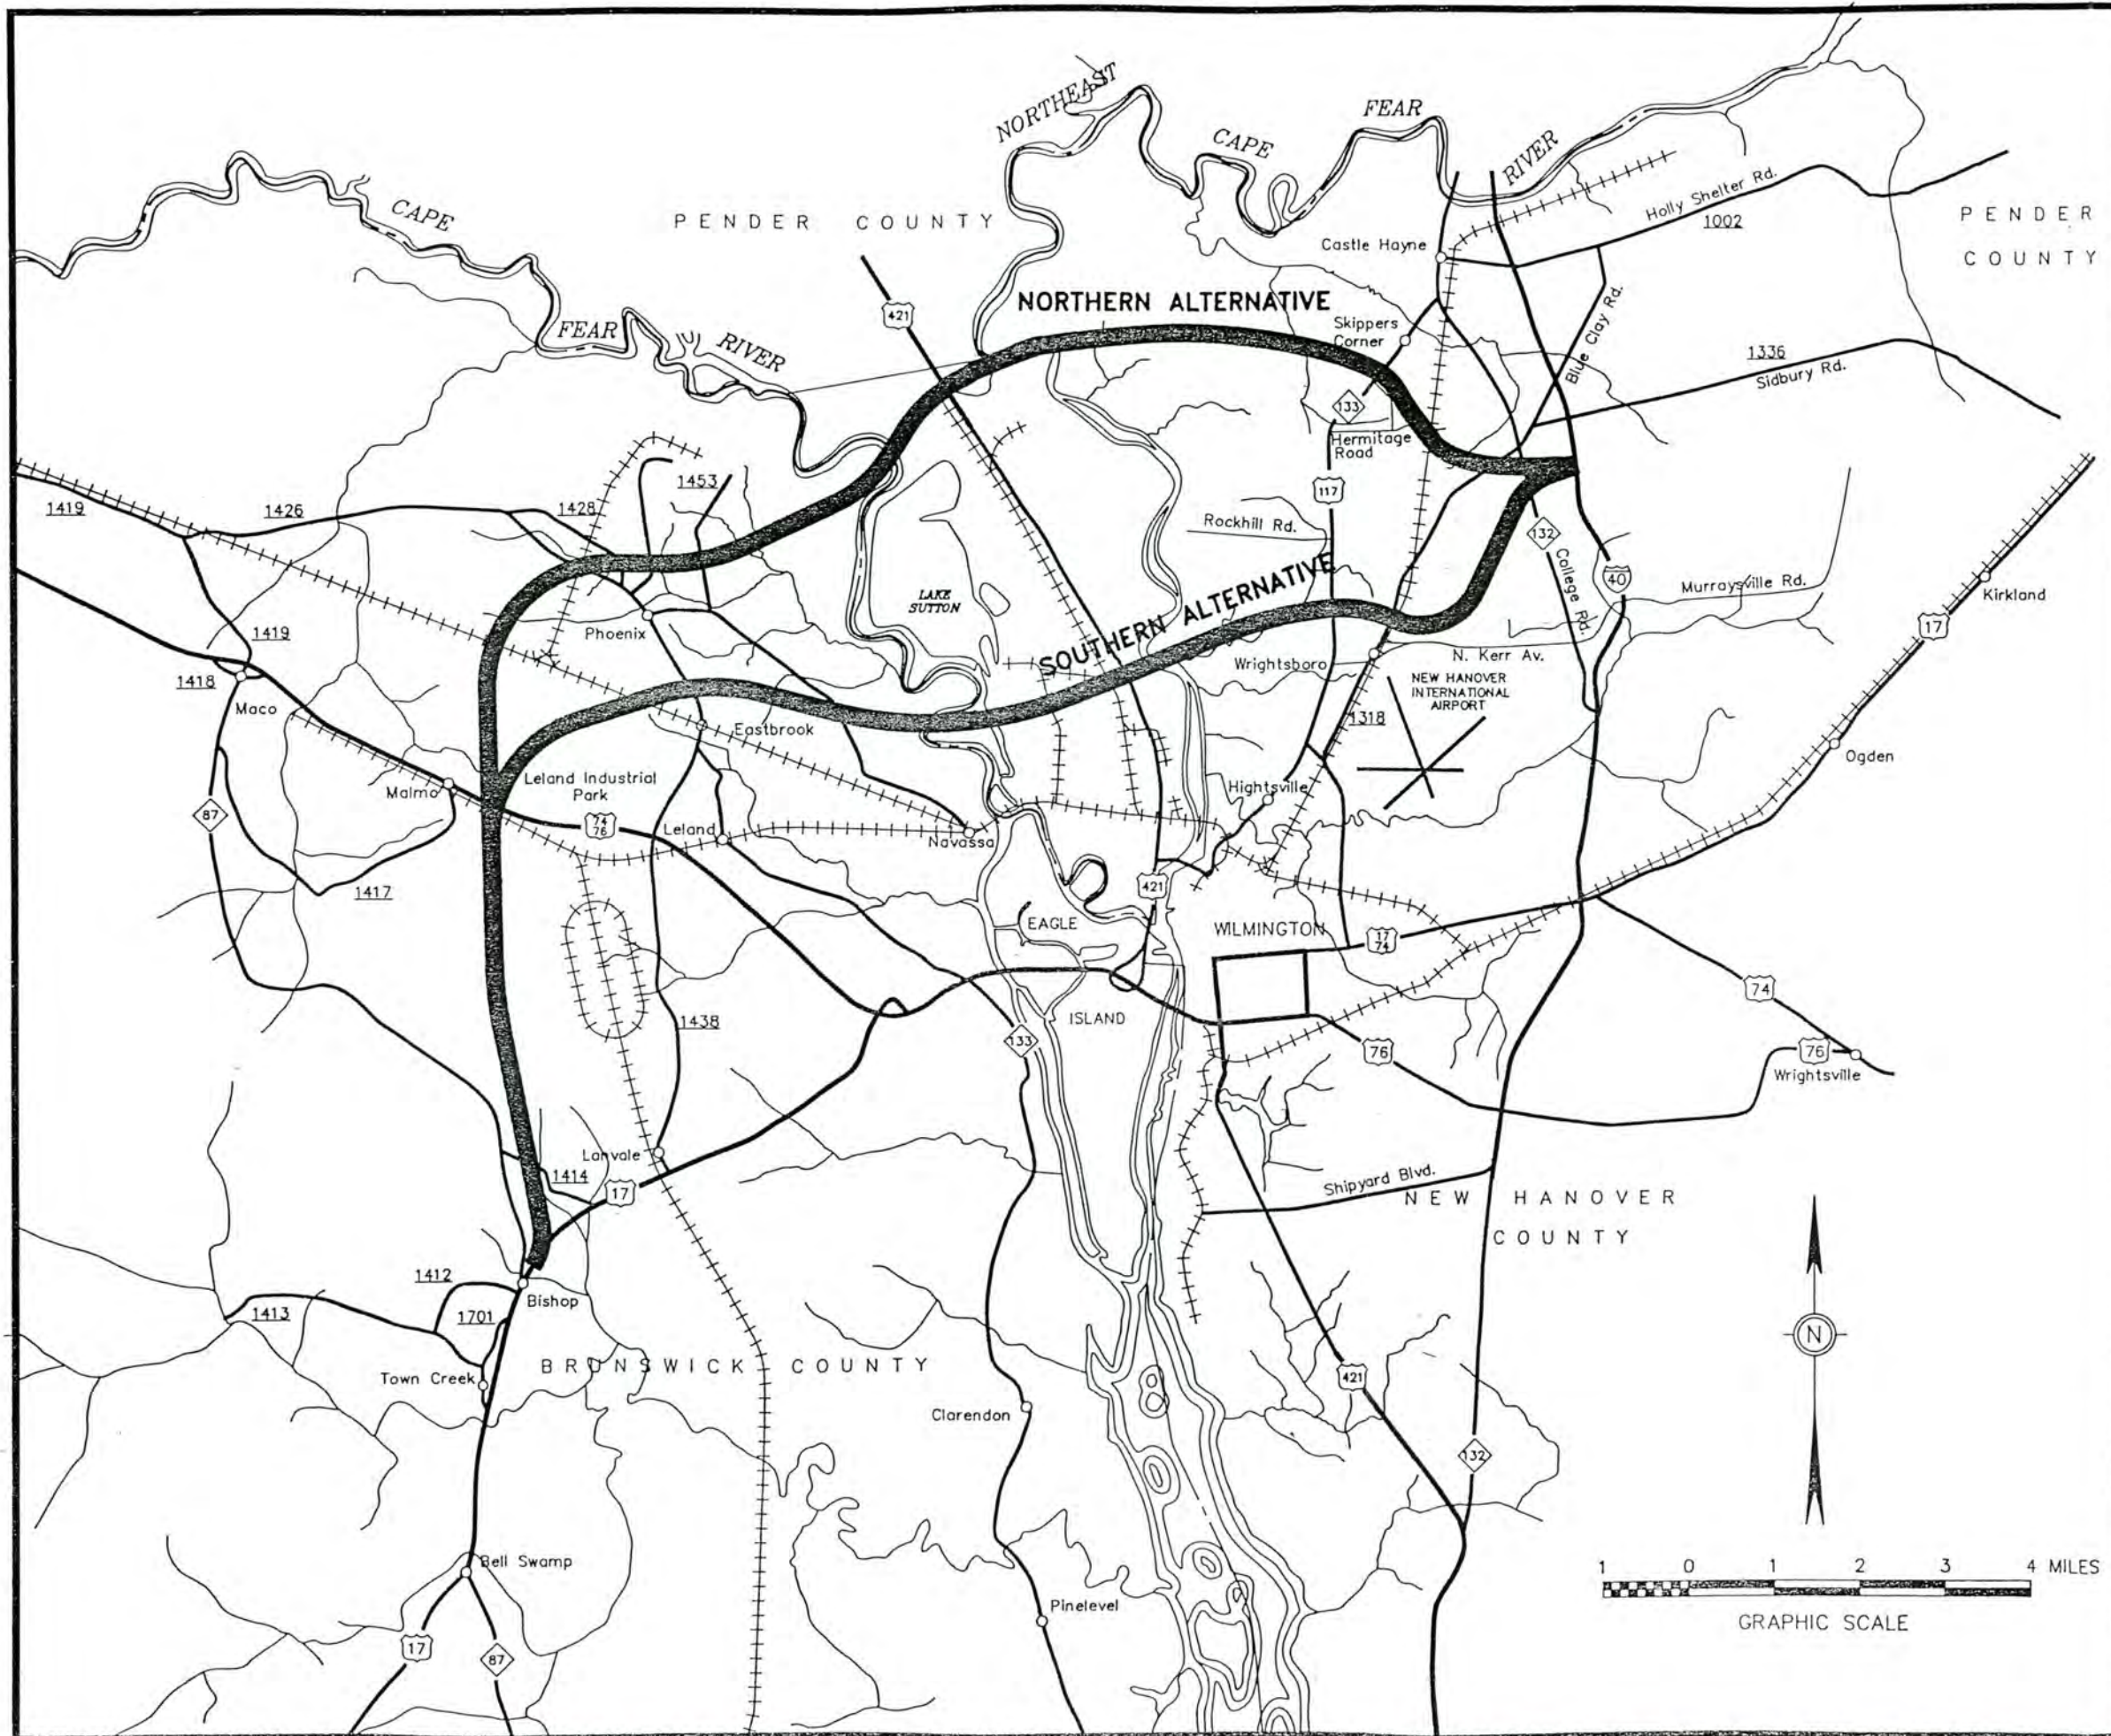 NORTHEAST
CAPE
FEAR
RIVER
CAPE
FEAR
RIVER
PENDER COUNTY
PENDER
COUNTY
Holly Shelter Rd.
1002
Castle Hayne
421
NORTHERN ALTERNATIVE
Skippers
Corner
Blue Clay Rd.
1336
Sidbury Rd.
133
Hermitage
Road
1453
117
1419
1426
1428
Rockhill Rd.
132
College Rd.
40
Murraysville Rd.
Kirkland
17
LAKE
SUTTON
SOUTHERN ALTERNATIVE
Phoenix
1419
1418
Maco
Wrightsboro
N. Kerr Av.
NEW HANOVER
INTERNATIONAL
AIRPORT
1318
Eastbrook
Ogden
Leland Industrial
Park
Malmo
Hightsville
87
74
76
Leland
Navassa
1417
421
EAGLE
WILMINGTON
17
74
74
ISLAND
1438
133
76
76
Wrightsville
Lanvale
1414
17
Shipyard Blvd.
NEW HANOVER
COUNTY
1412
Bishop
1413
1701
N
BRUNSWICK COUNTY
Town Creek
421
Clarendon
132
Bell Swamp
1 0 1 2 3 4 MILES
GRAPHIC SCALE
Pinelevel
17
87